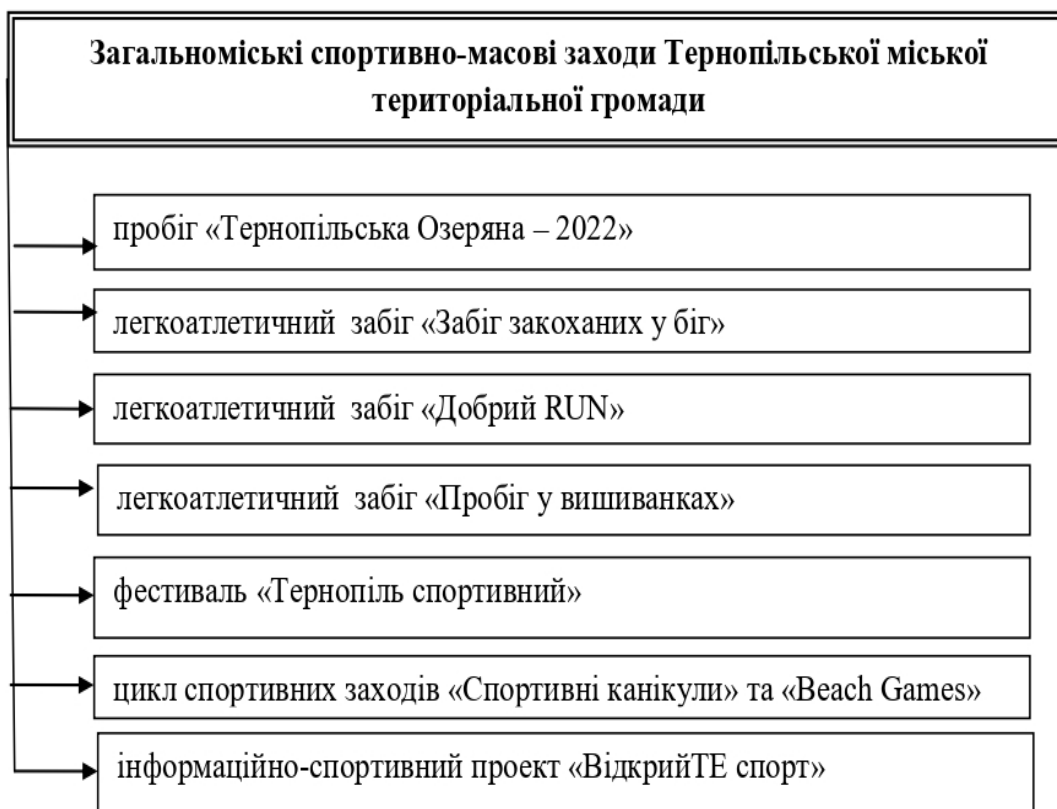 Загальноміські спортивно-масові заходи Тернопільської міської
територіальної громади
пробіг «Тернопільська Озеряна – 2022»
легкоатлетичний забіг «Забіг закоханих у біг»
легкоатлетичний забіг «Добрий RUN»
легкоатлетичний забіг «Пробіг у вишиванках»
фестиваль «Тернопіль спортивний»
цикл спортивних заходів «Спортивні канікули» та «Beach Games»
інформаційно-спортивний проект «ВідкрийТЕ спорт»